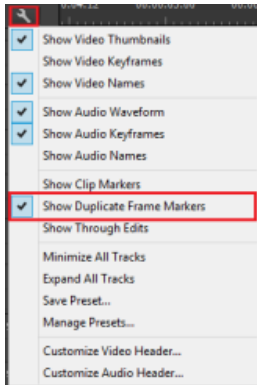 Show Video Thumbnails
Show Video Keyframes
Show Video Names
Show Audio Waveform
Show Audio Keyframes
Show Audio Names
Show Clip Markers
Show Duplicate Frame Markers
Show Through Edits
Minimize All Tracks
Expand All Tracks
Save Preset...
Manage Presets...
Customize Video Header...
Customize Audio Header...